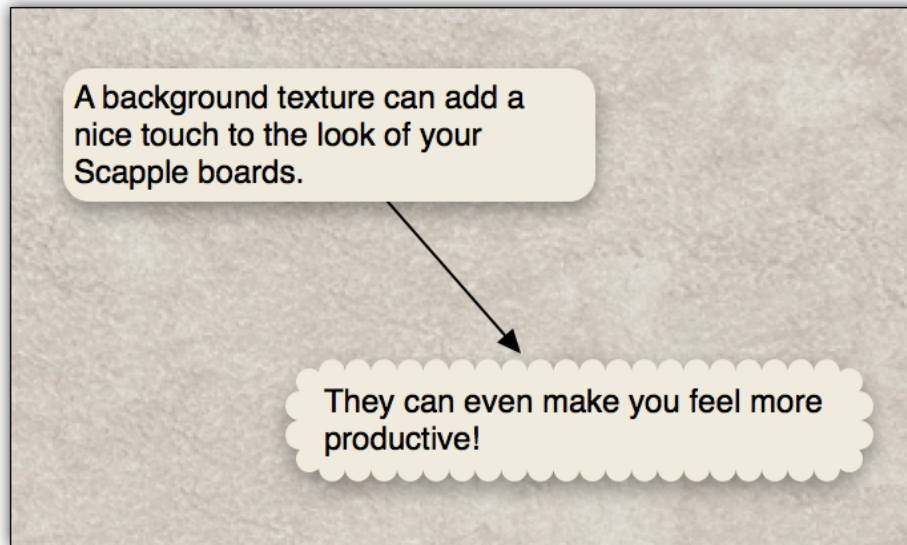 A background texture can add a
nice touch to the look of your
Scapple boards.
They can even make you feel more
productive!